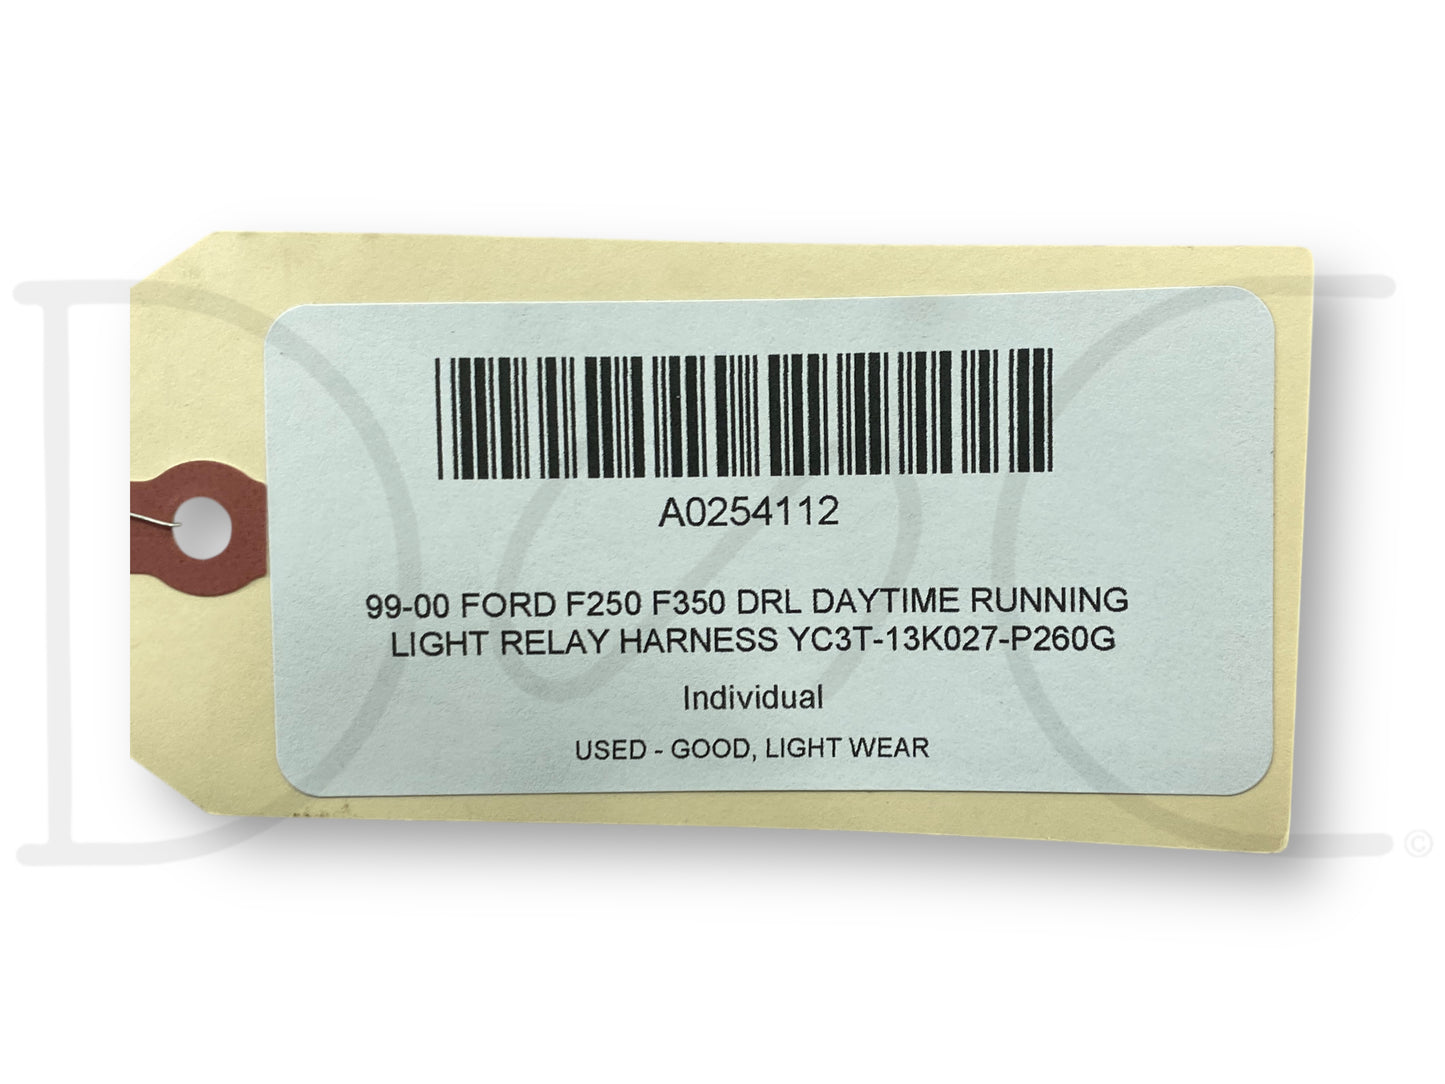 A0254112
99-00 FORD F250 F350 DRL DAYTIME RUNNING
LIGHT RELAY HARNESS YC3T-13K027-P260G
Individual
USED - GOOD, LIGHT WEAR
©